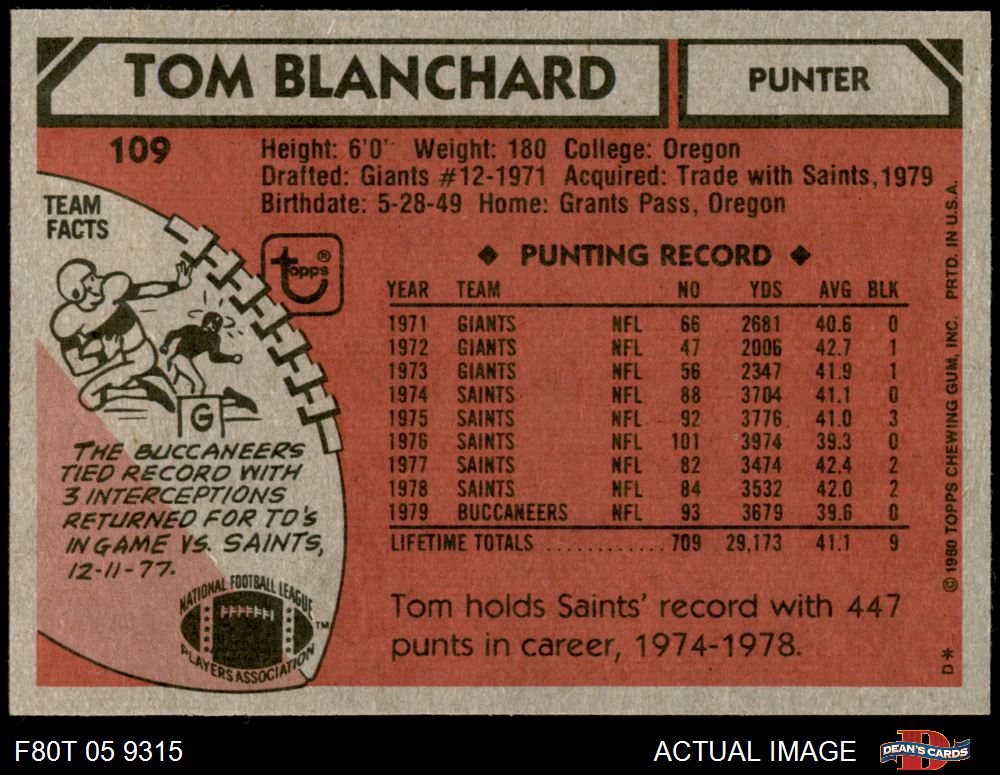 TOM BLANCHARD
PUNTER
109
Height: 6'0" Weight: 180 College: Oregon
Drafted: Giants #12-1971 Acquired: Trade with Saints, 1979
Birthdate: 5-28-49 Home: Grants Pass, Oregon
TEAM
FACTS
topps®
G
THE BUCCANEERS
TIED RECORD WITH
3 INTERCEPTIONS
RETURNED FOR TD'S
IN GAME VS. SAINTS,
12-11-77.
NATIONAL FOOTBALL LEAGUE
PLAYERS ASSOCIATION
TM
◆ PUNTING RECORD ◆
YEAR TEAM NO YDS AVG BLK
1971 GIANTS NFL 66 2681 40.6 0
1972 GIANTS NFL 47 2006 42.7 1
1973 GIANTS NFL 56 2347 41.9 1
1974 SAINTS NFL 88 3704 41.1 0
1975 SAINTS NFL 92 3776 41.0 3
1976 SAINTS NFL 101 3974 39.3 0
1977 SAINTS NFL 82 3474 42.4 2
1978 SAINTS NFL 84 3532 42.0 2
1979 BUCCANEERS NFL 93 3679 39.6 0
LIFETIME TOTALS ............ 709 29,173 41.1 9
Tom holds Saints' record with 447
punts in career, 1974-1978.
© 1980 TOPPS CHEWING GUM, INC. PRTD. IN U.S.A.
D*
F80T 05 9315
ACTUAL IMAGE
D
DEAN'S CARDS